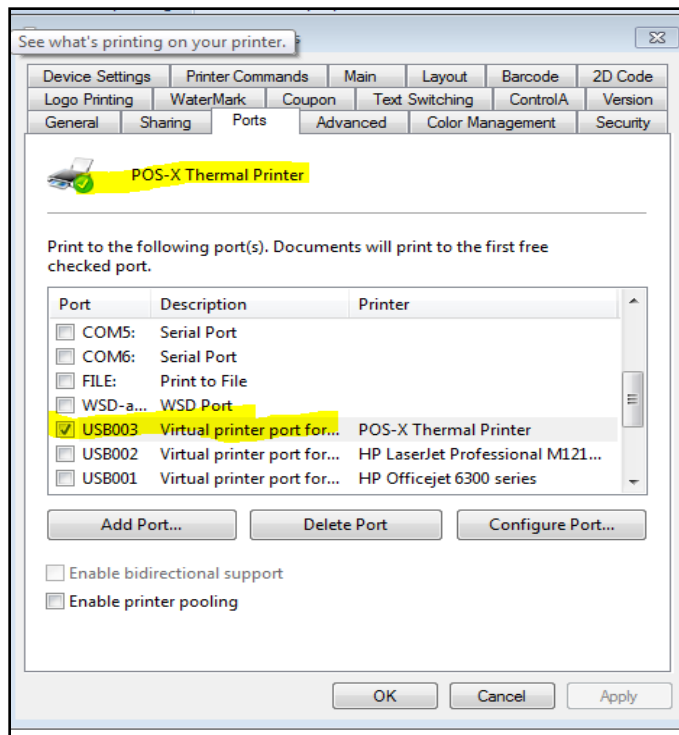 See what's printing on your printer.
Device Settings Printer Commands Main Layout Barcode 2D Code
Logo Printing WaterMark Coupon Text Switching ControlA Version
General Sharing Ports Advanced Color Management Security
POS-X Thermal Printer
Print to the following port(s). Documents will print to the first free
checked port.
Port Description Printer
COM5: Serial Port
COM6: Serial Port
FILE: Print to File
WSD-a... WSD Port
USB003 Virtual printer port for... POS-X Thermal Printer
USB002 Virtual printer port for... HP LaserJet Professional M121...
USB001 Virtual printer port for... HP Officejet 6300 series
Add Port... Delete Port Configure Port...
Enable bidirectional support
Enable printer pooling
OK Cancel Apply